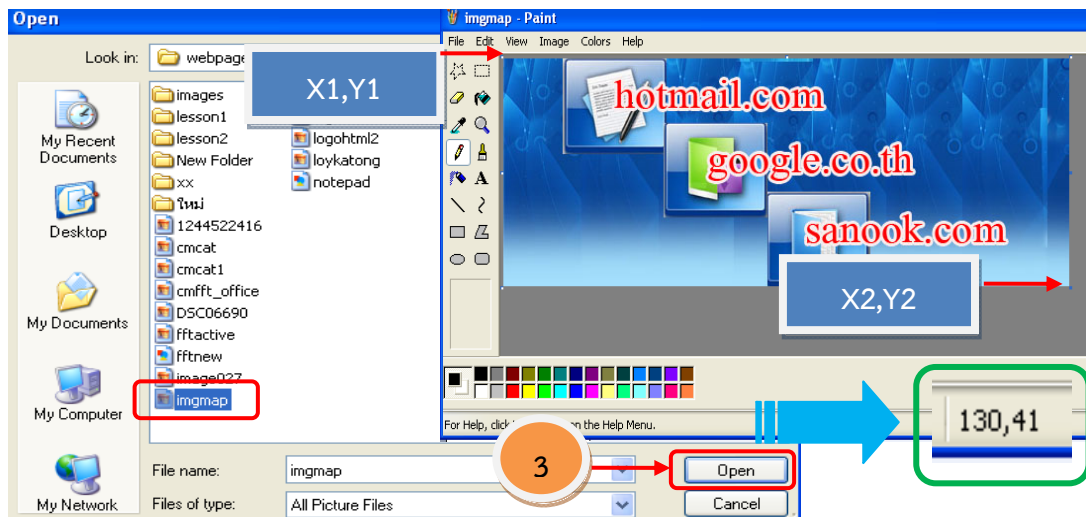 Open
Look in:
webpage
X1,Y1
My Recent
Documents
Desktop
My Documents
My Computer
My Network
images
lesson1
lesson2
New Folder
xx
ใหม่
1244522416
cmcat
cmcat1
cmfft_office
DSC06690
fftactive
fftnew
image027
imgmap
logohtml2
loykatong
notepad
imgmap - Paint
File Edit View Image Colors Help
hotmail.com
google.co.th
sanook.com
X2,Y2
A
For Help, click on the Help Menu.
130,41
File name: imgmap
3
Open
Files of type: All Picture Files
Cancel